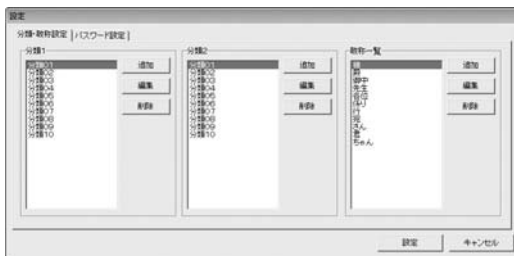 設定
分類・敬称設定
パスワード設定
分類1
分類01
分類02
分類03
分類04
分類05
分類06
分類07
分類08
分類09
分類10
追加
編集
削除
分類2
分類01
分類02
分類03
分類04
分類05
分類06
分類07
分類08
分類09
分類10
追加
編集
削除
敬称一覧
様
殿
御中
先生
各位
係り
行
宛
さん
君
ちゃん
追加
編集
削除
設定
キャンセル